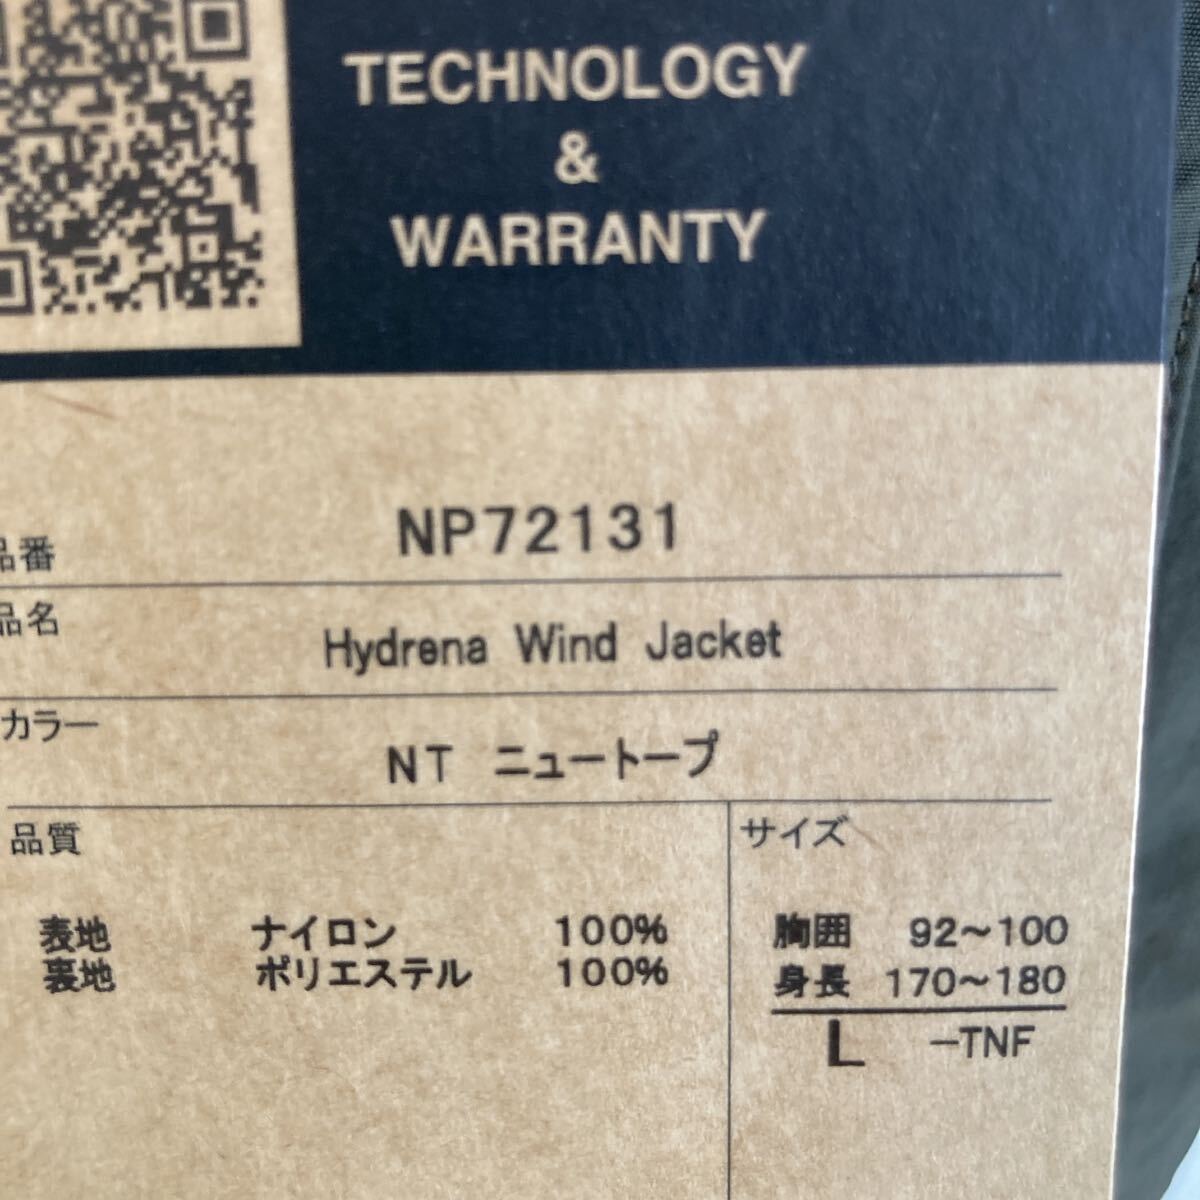 TECHNOLOGY
&
WARRANTY
品番 NP72131
品名 Hydrena Wind Jacket
カラー NT ニュートープ
品質
表地 ナイロン 100%
裏地 ポリエステル 100%
サイズ
胸囲 92~100
身長 170~180
L -TNF